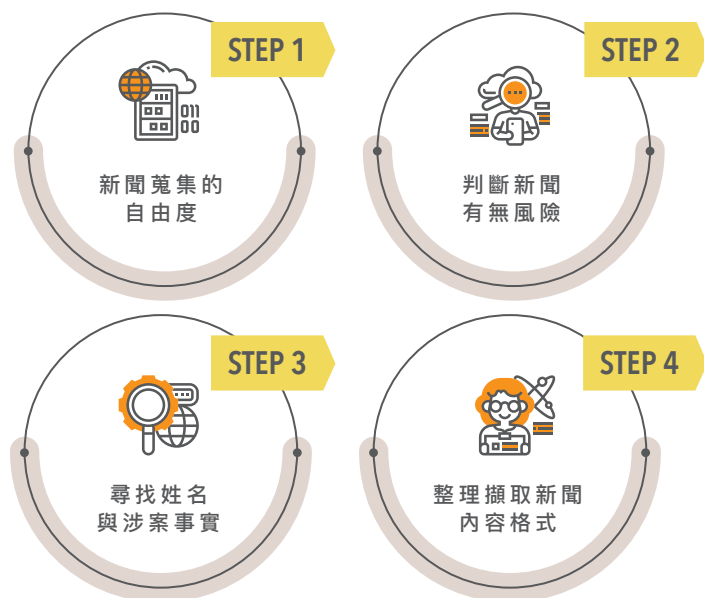 STEP 1
新聞蒐集的
自由度
STEP 2
判斷新聞
有無風險
STEP 3
尋找姓名
與涉案事實
STEP 4
整理擷取新聞
內容格式